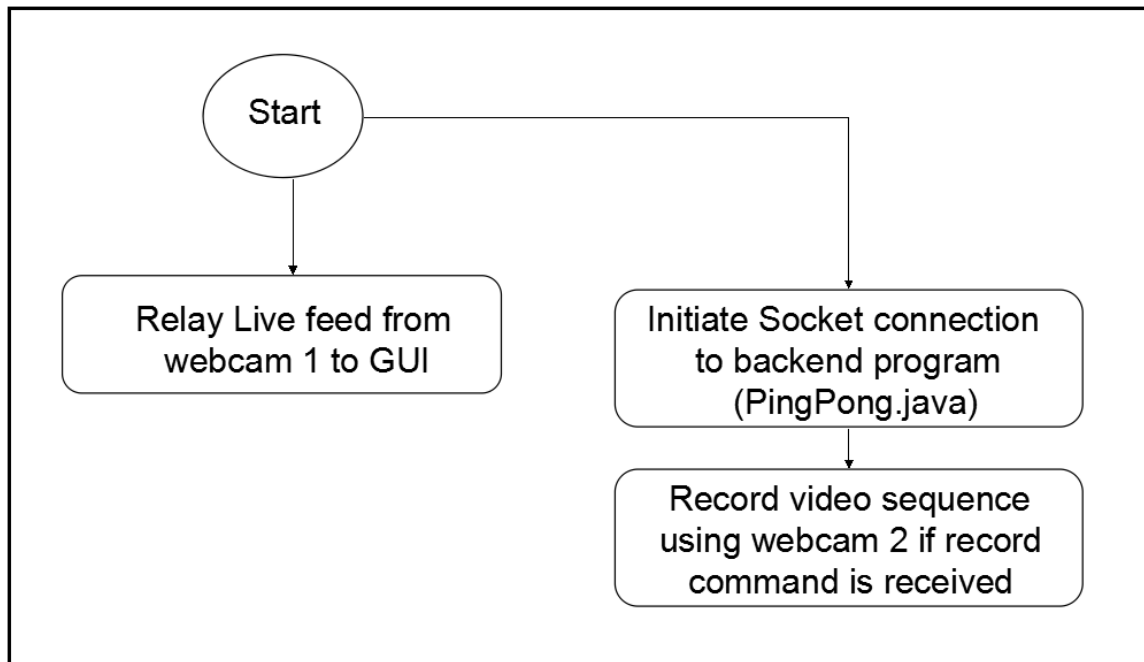 Start
Relay Live feed from
webcam 1 to GUI
Initiate Socket connection
to backend program
(PingPong.java)
Record video sequence
using webcam 2 if record
command is received